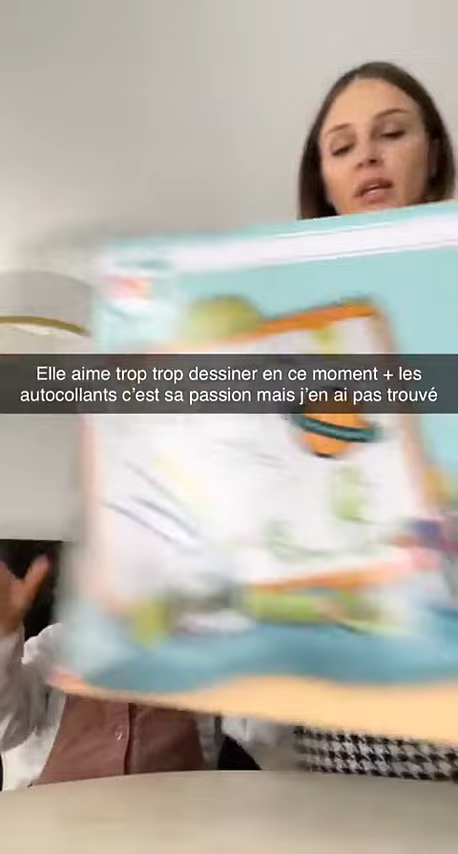 Elle aime trop trop dessiner en ce moment + les
autocollants c’est sa passion mais j’en ai pas trouvé